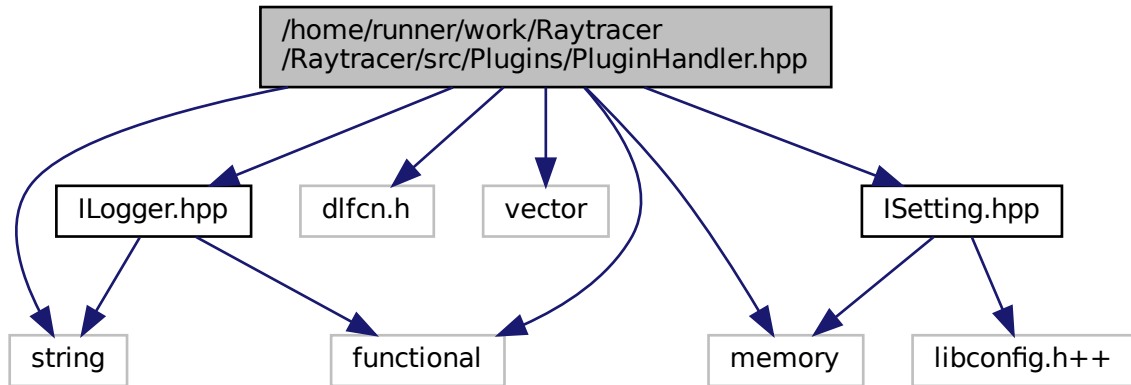 /home/runner/work/Raytracer
/Raytracer/src/Plugins/PluginHandler.hpp
ILogger.hpp
dlfcn.h
vector
ISetting.hpp
string
functional
memory
libconfig.h++